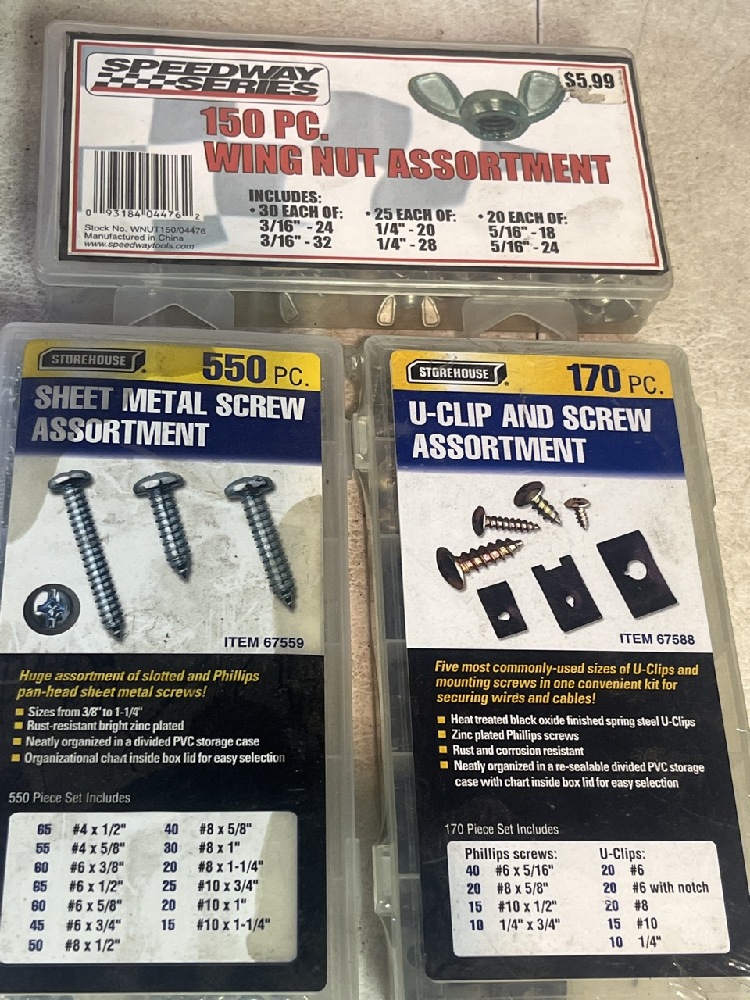 SPEEDWAY
SERIES
$5.99
150 PC.
WING NUT ASSORTMENT
0 93184 04476 2
Stock No. WNUT150/04476
Manufactured in China
www.speedwaytools.com
INCLUDES:
• 30 EACH OF:
3/16" - 24
3/16" - 32
• 25 EACH OF:
1/4" - 20
1/4" - 28
• 20 EACH OF:
5/16" - 18
5/16" - 24
STOREHOUSE®
550 PC.
SHEET METAL SCREW
ASSORTMENT
ITEM 67559
Huge assortment of slotted and Phillips
pan-head sheet metal screws!
Sizes from 3/8" to 1-1/4"
Rust-resistant bright zinc plated
Neatly organized in a divided PVC storage case
Organizational chart inside box lid for easy selection
550 Piece Set Includes
65 #4 x 1/2"
55 #4 x 5/8"
60 #6 x 3/8"
65 #6 x 1/2"
60 #6 x 5/8"
45 #6 x 3/4"
50 #8 x 1/2"
40 #8 x 5/8"
30 #8 x 1"
20 #8 x 1-1/4"
25 #10 x 3/4"
20 #10 x 1"
15 #10 x 1-1/4"
STOREHOUSE®
170 PC.
U-CLIP AND SCREW
ASSORTMENT
ITEM 67588
Five most commonly-used sizes of U-Clips and
mounting screws in one convenient kit for
securing wires and cables!
Heat treated black oxide finished spring steel U-Clips
Zinc plated Phillips screws
Rust and corrosion resistant
Neatly organized in a re-sealable divided PVC storage
case with chart inside box lid for easy selection
170 Piece Set Includes
Phillips screws:
40 #6 x 5/16"
20 #8 x 5/8"
15 #10 x 1/2"
10 1/4" x 3/4"
U-Clips:
20 #6
20 #6 with notch
20 #8
15 #10
10 1/4"